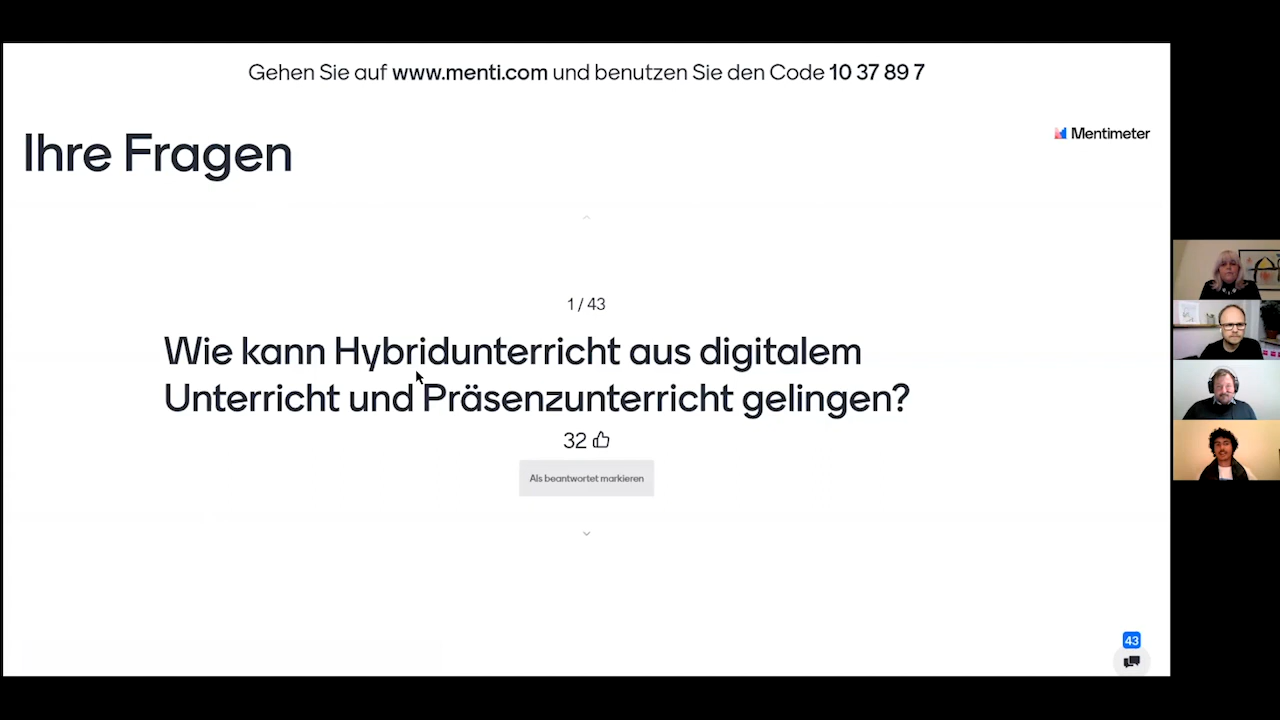 Gehen Sie auf www.menti.com und benutzen Sie den Code 10 37 89 7
Ihre Fragen
Mentimeter
1 / 43
Wie kann Hybridunterricht aus digitalem
Unterricht und Präsenzunterricht gelingen?
32
Als beantwortet markieren
43